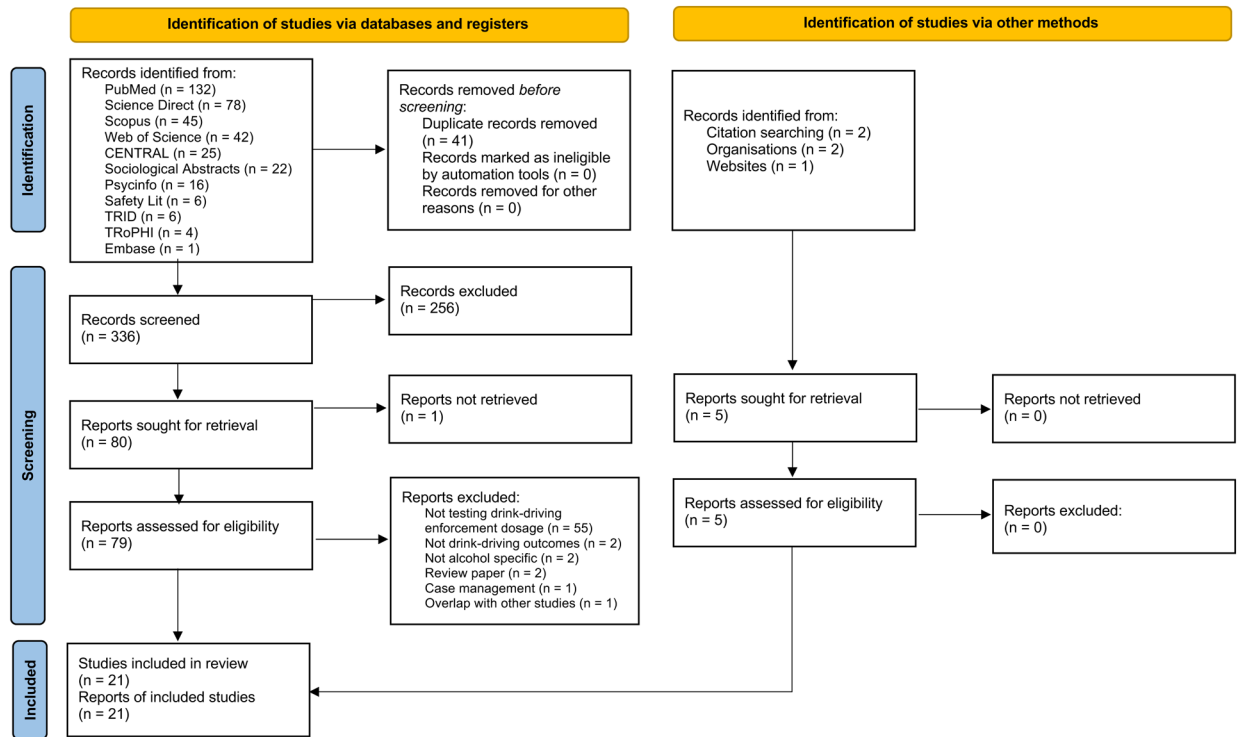 Identification of studies via databases and registers
Identification of studies via other methods
Identification
Records identified from:
PubMed (n = 132)
Science Direct (n = 78)
Scopus (n = 45)
Web of Science (n = 42)
CENTRAL (n = 25)
Sociological Abstracts (n = 22)
Psycinfo (n = 16)
Safety Lit (n = 6)
TRID (n = 6)
TRoPHI (n = 4)
Embase (n = 1)
Records removed before
screening:
Duplicate records removed
(n = 41)
Records marked as ineligible
by automation tools (n = 0)
Records removed for other
reasons (n = 0)
Records identified from:
Citation searching (n = 2)
Organisations (n = 2)
Websites (n = 1)
Screening
Records screened
(n = 336)
Records excluded
(n = 256)
Reports sought for retrieval
(n = 80)
Reports not retrieved
(n = 1)
Reports sought for retrieval
(n = 5)
Reports not retrieved
(n = 0)
Reports assessed for eligibility
(n = 79)
Reports excluded:
Not testing drink-driving
enforcement dosage (n = 55)
Not drink-driving outcomes (n = 2)
Not alcohol specific (n = 2)
Review paper (n = 2)
Case management (n = 1)
Overlap with other studies (n = 1)
Reports assessed for eligibility
(n = 5)
Reports excluded:
(n = 0)
Included
Studies included in review
(n = 21)
Reports of included studies
(n = 21)